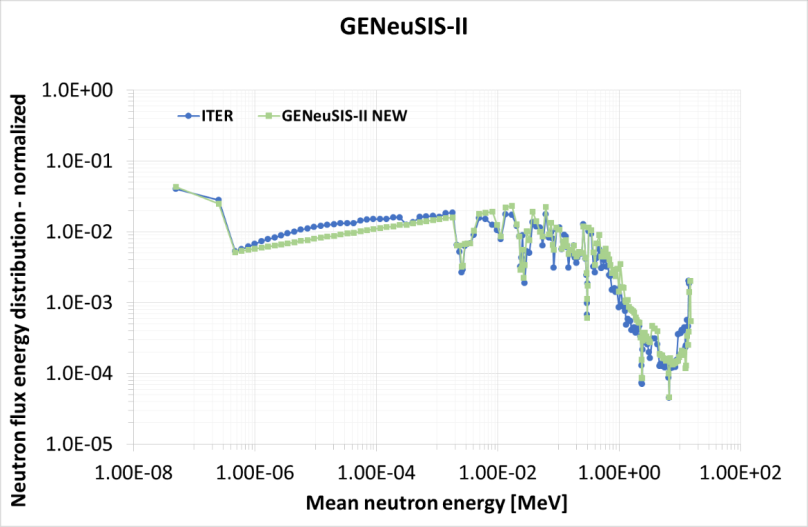 GENeuSIS-II
Neutron flux energy distribution - normalized
1.0E+00
1.0E-01
1.0E-02
1.0E-03
1.0E-04
1.0E-05
ITER
GENeuSIS-II NEW
1.00E-08
1.00E-06
1.00E-04
1.00E-02
1.00E+00
1.00E+02
Mean neutron energy [MeV]